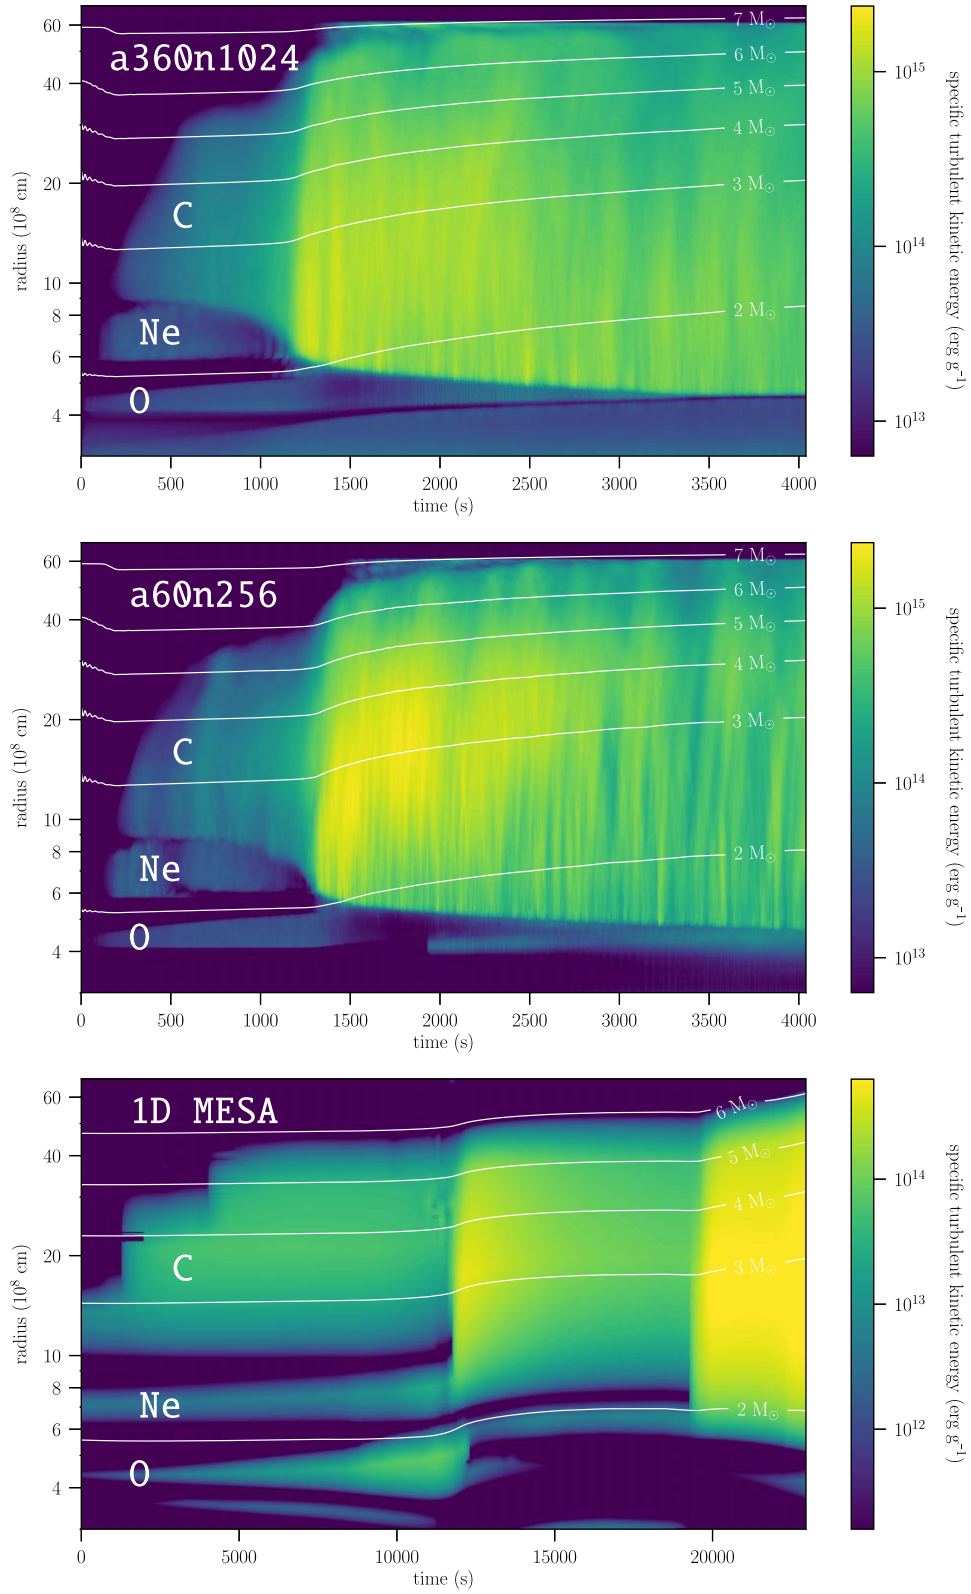 a360n1024
C
Ne
O
7 M⊙
6 M⊙
5 M⊙
4 M⊙
3 M⊙
2 M⊙
60
40
20
10
8
6
4
radius (10⁸ cm)
0 500 1000 1500 2000 2500 3000 3500 4000
time (s)
10¹⁵
10¹⁴
10¹³
specific turbulent kinetic energy (erg g⁻¹)
a60n256
C
Ne
O
7 M⊙
6 M⊙
5 M⊙
4 M⊙
3 M⊙
2 M⊙
60
40
20
10
8
6
4
radius (10⁸ cm)
0 500 1000 1500 2000 2500 3000 3500 4000
time (s)
10¹⁵
10¹⁴
10¹³
specific turbulent kinetic energy (erg g⁻¹)
1D MESA
C
Ne
O
6 M⊙
5 M⊙
4 M⊙
3 M⊙
2 M⊙
60
40
20
10
8
6
4
radius (10⁸ cm)
0 5000 10000 15000 20000
time (s)
10¹⁴
10¹³
10¹²
specific turbulent kinetic energy (erg g⁻¹)